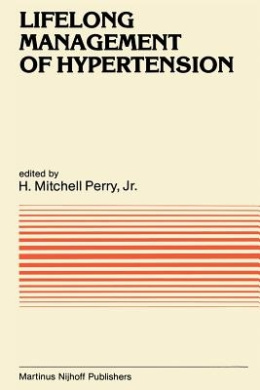 LIFELONG
MANAGEMENT
OF HYPERTENSION
edited by
H. Mitchell Perry, Jr.
Martinus Nijhoff Publishers